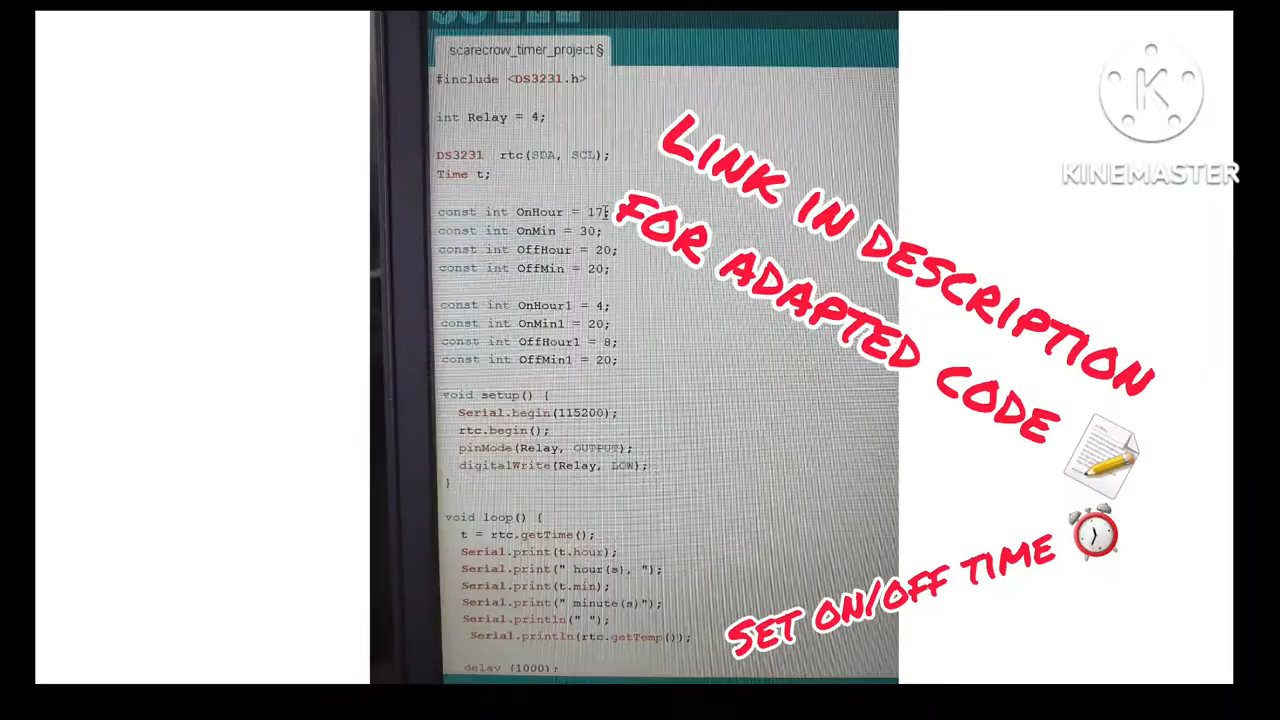 scarecrow_timer_project §
#include <DS3231.h>
int Relay = 4;
DS3231  rtc(SDA, SCL);
Time t;
const int OnHour = 17;
const int OnMin = 30;
const int OffHour = 20;
const int OffMin = 20;
const int OnHour1 = 4;
const int OnMin1 = 20;
const int OffHour1 = 8;
const int OffMin1 = 20;
void setup() {
Serial.begin(115200);
rtc.begin();
pinMode(Relay, OUTPUT);
digitalWrite(Relay, LOW);
}
void loop() {
t = rtc.getTime();
Serial.print(t.hour);
Serial.print(" hour(s), ");
Serial.print(t.min);
Serial.print(" minute(s)");
Serial.println(" ");
Serial.println(rtc.getTemp());
delay (1000);
Link in description
for adapted code
Set on/off time
K
KINEMASTER